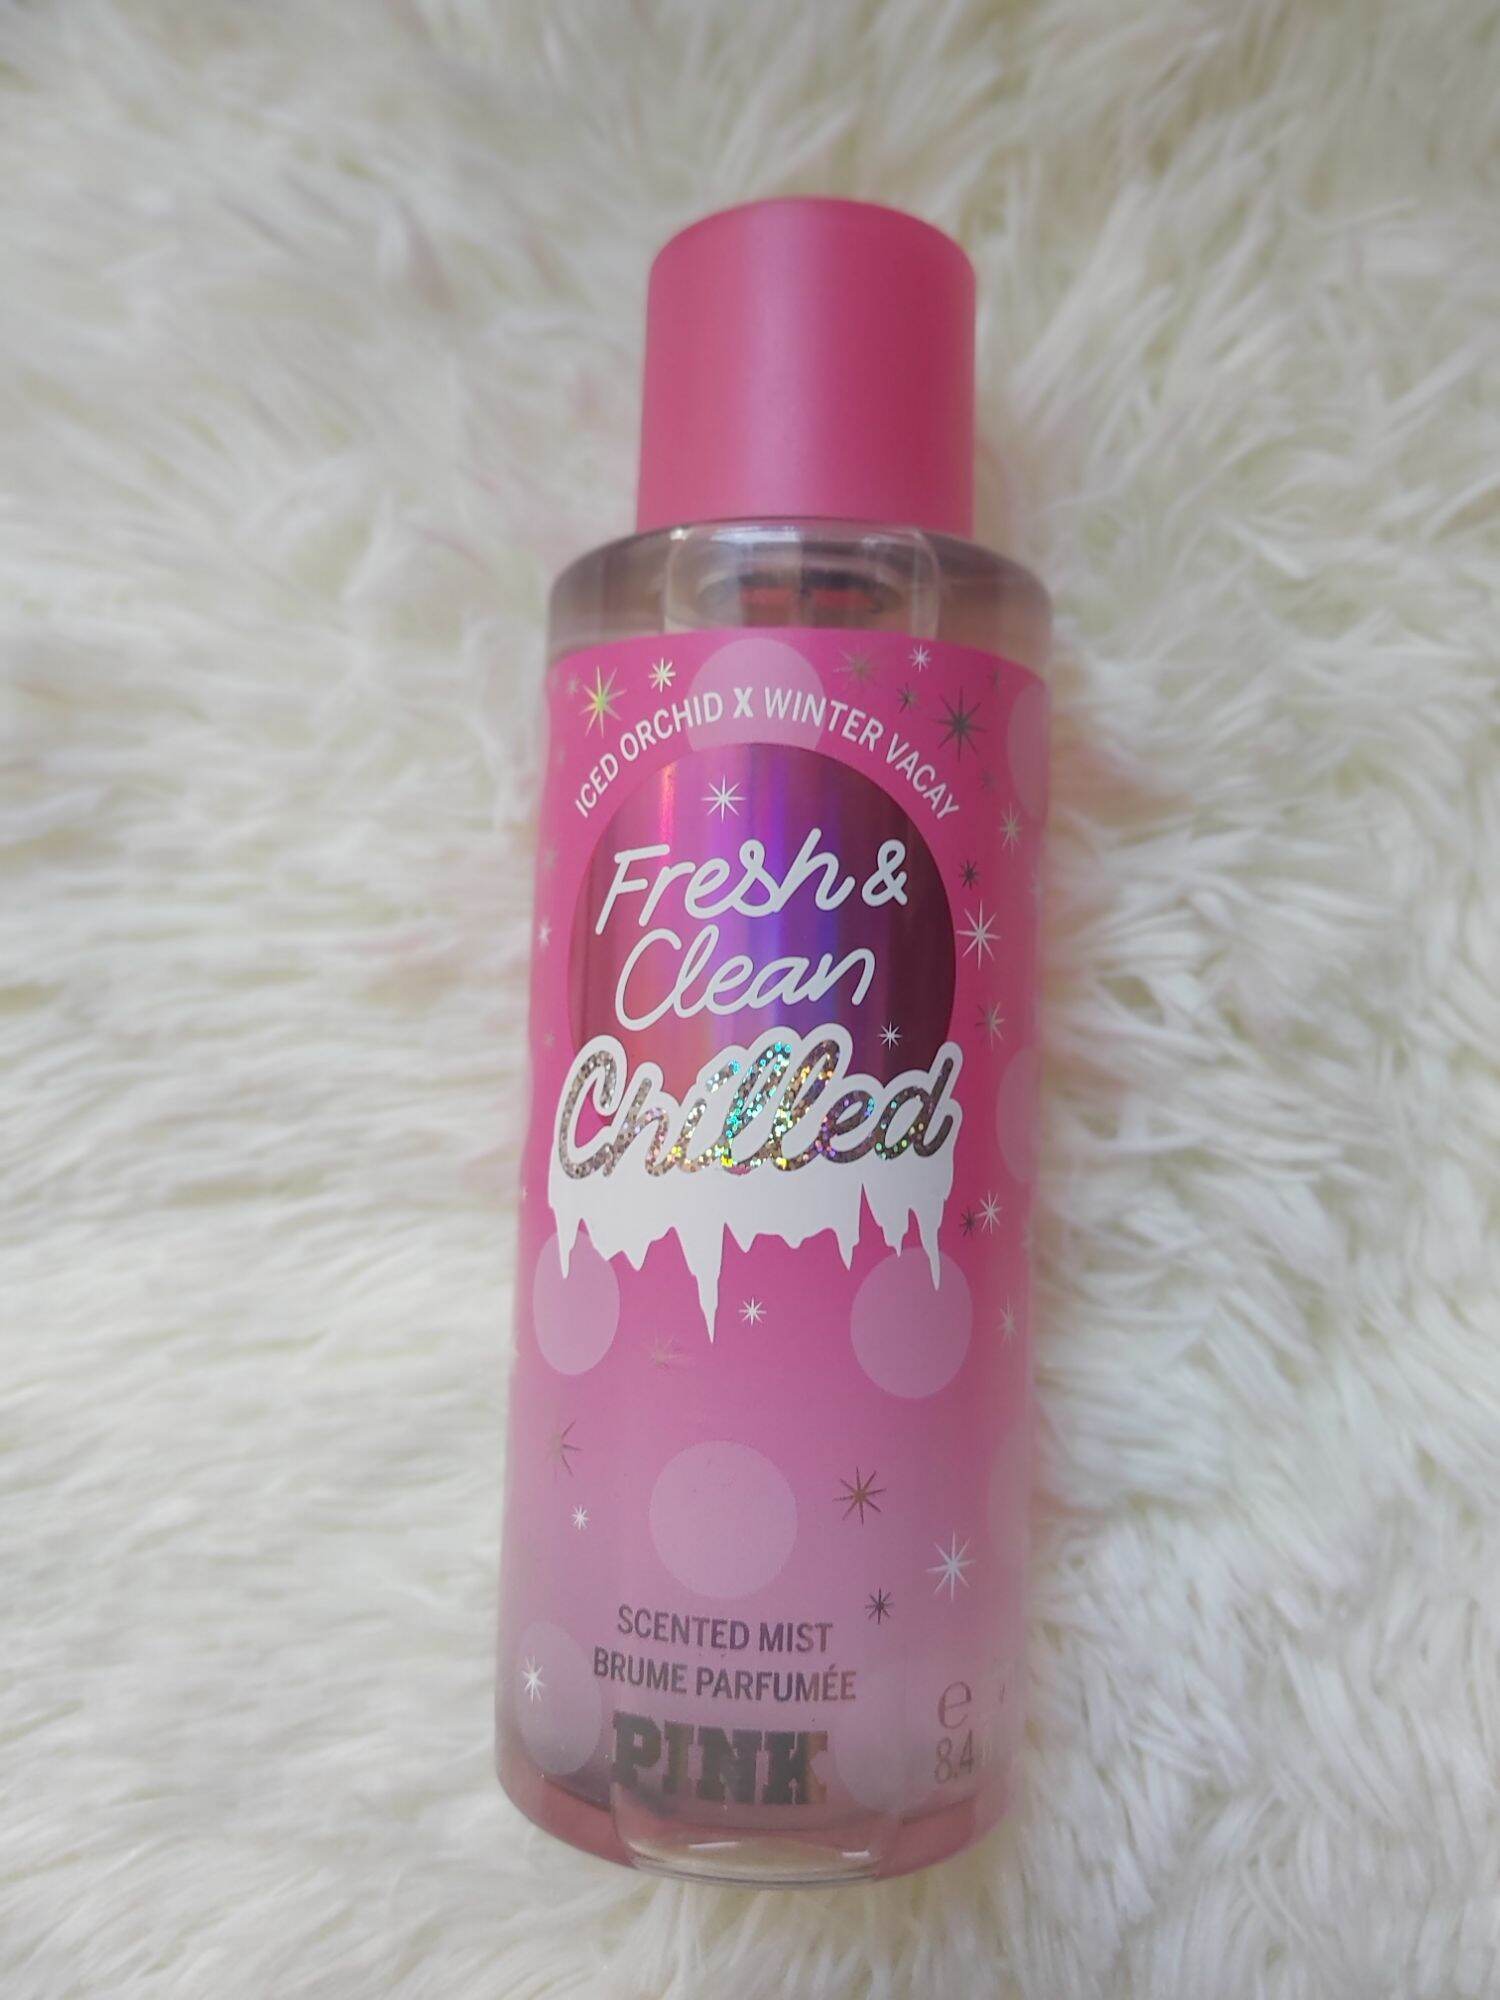 ICED ORCHID X WINTER VACAY
Fresh &
Clean
Chilled
SCENTED MIST
BRUME PARFUMÉE
PINK
e
8.4